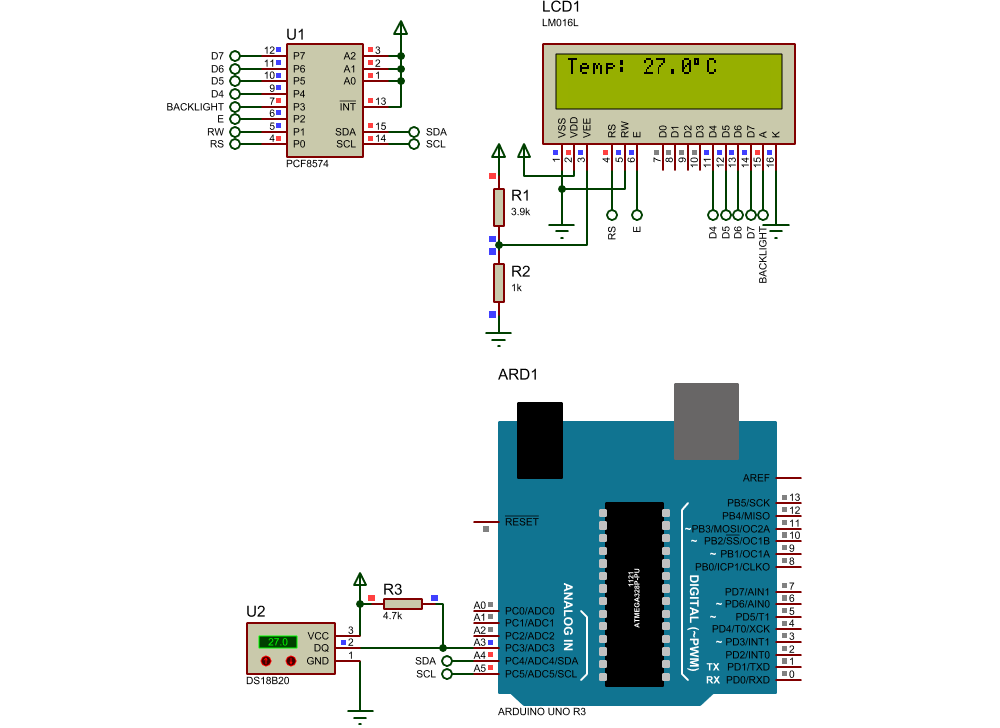 U1
D7 12 P7 A2 3
D6 11 P6 A1 2
D5 10 P5 A0 1
D4 9 P4
BACKLIGHT 7 P3 INT 13
E 6 P2
RW 5 P1 SDA 15 SDA
RS 4 P0 SCL 14 SCL
PCF8574
LCD1
LM016L
Temp: 27.0°C
VSS VDD VEE RS RW E D0 D1 D2 D3 D4 D5 D6 D7 A K
1 2 3 4 5 6 7 8 9 10 11 12 13 14 15 16
RS E D4 D5 D6 D7 BACKLIGHT
R1
3.9k
R2
1k
ARD1
AREF
RESET
PB5/SCK 13
PB4/MISO 12
~PB3/MOSI/OC2A 11
~ PB2/SS/OC1B 10
~ PB1/OC1A 9
PB0/ICP1/CLKO 8
PD7/AIN1 7
~ PD6/AIN0 6
~ PD5/T1 5
PD4/T0/XCK 4
~ PD3/INT1 3
PD2/INT0 2
TX PD1/TXD 1
RX PD0/RXD 0
DIGITAL (~PWM)
1121
ATMEGA328P-PU
ANALOG IN
A0 PC0/ADC0
A1 PC1/ADC1
A2 PC2/ADC2
A3 PC3/ADC3
SDA A4 PC4/ADC4/SDA
SCL A5 PC5/ADC5/SCL
ARDUINO UNO R3
R3
4.7k
U2
27.0
VCC 3
DQ 2
GND 1
DS18B20